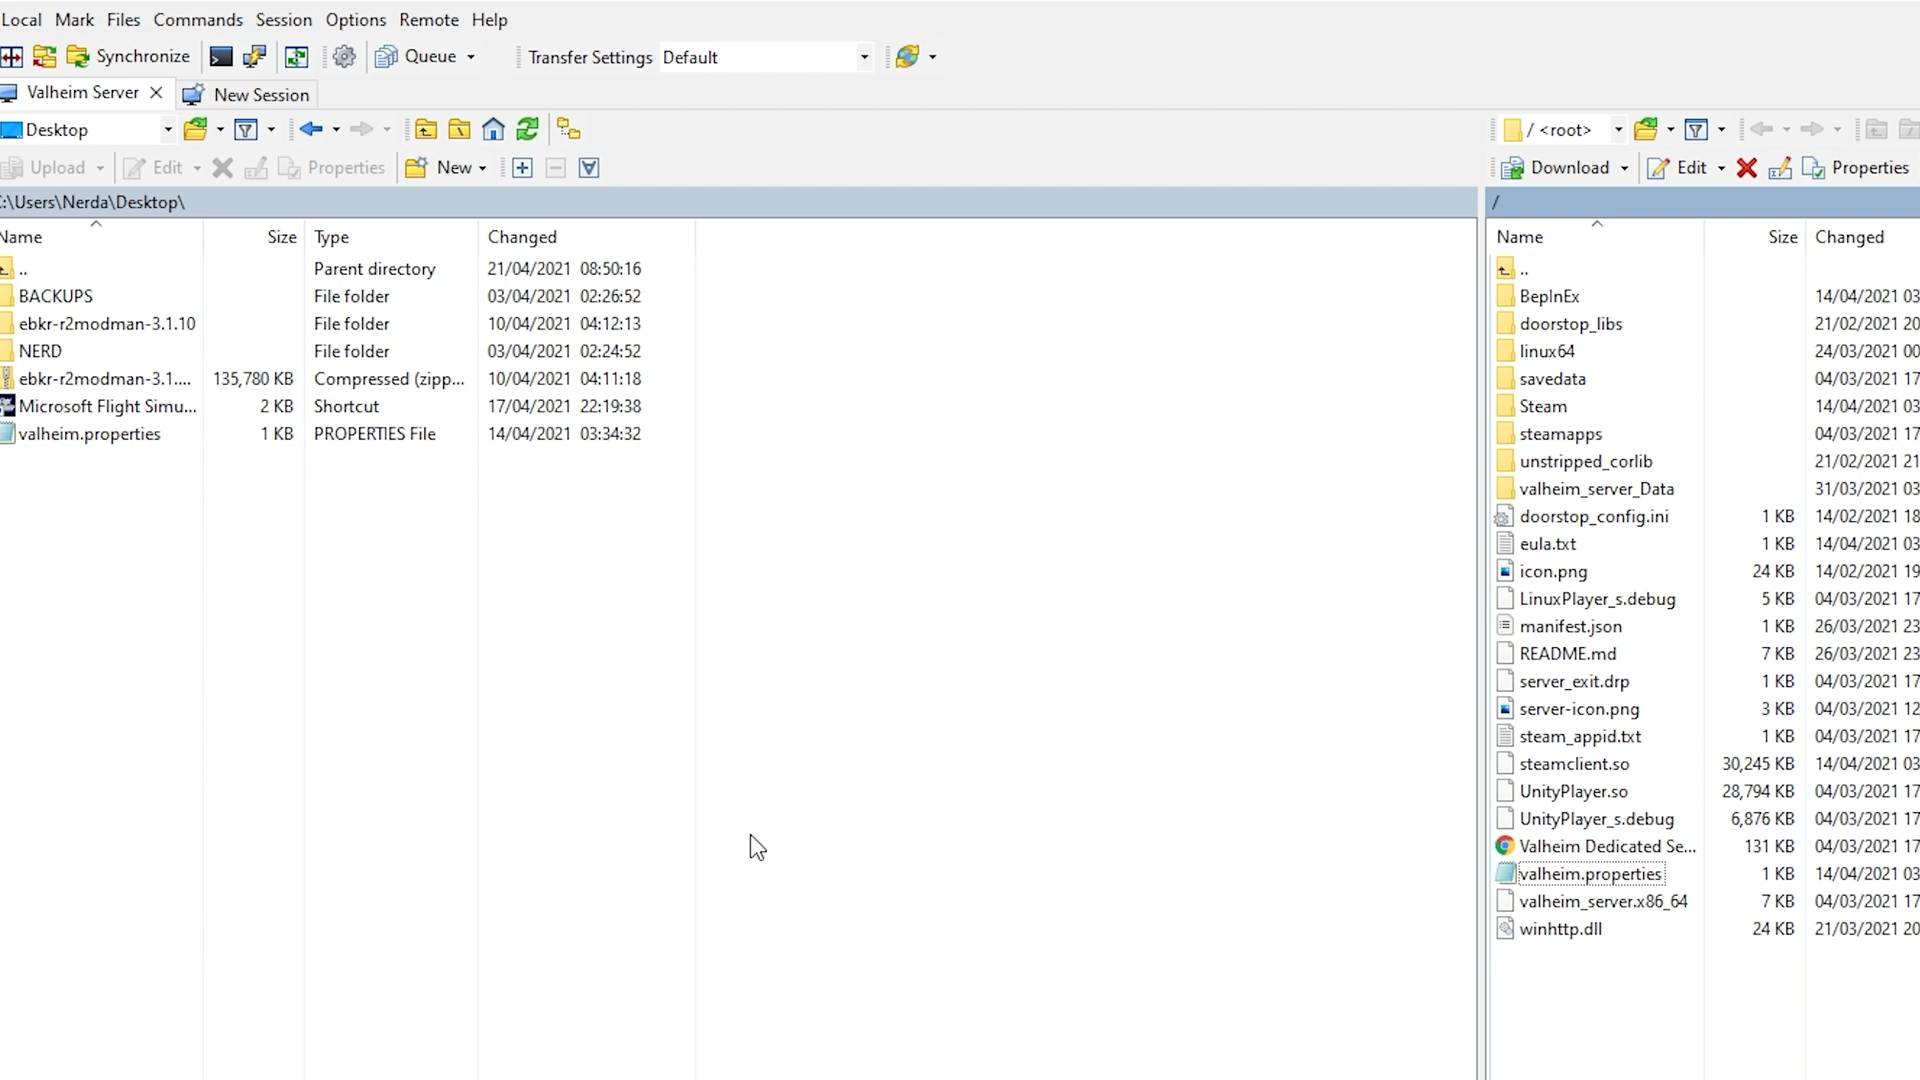 Local Mark Files Commands Session Options Remote Help
Synchronize Queue Transfer Settings Default
Valheim Server New Session
Desktop / <root>
Upload Edit Properties New Download Edit Properties
:\Users\Nerda\Desktop\ /
Name Size Type Changed
.. Parent directory 21/04/2021 08:50:16
BACKUPS File folder 03/04/2021 02:26:52
ebkr-r2modman-3.1.10 File folder 10/04/2021 04:12:13
NERD File folder 03/04/2021 02:24:52
ebkr-r2modman-3.1.... 135,780 KB Compressed (zipp... 10/04/2021 04:11:18
Microsoft Flight Simu... 2 KB Shortcut 17/04/2021 22:19:38
valheim.properties 1 KB PROPERTIES File 14/04/2021 03:34:32
Name Size Changed
..
BepInEx 14/04/2021 03
doorstop_libs 21/02/2021 20
linux64 24/03/2021 00
savedata 04/03/2021 17
Steam 14/04/2021 03
steamapps 04/03/2021 17
unstripped_corlib 21/02/2021 21
valheim_server_Data 31/03/2021 03
doorstop_config.ini 1 KB 14/02/2021 18
eula.txt 1 KB 14/04/2021 03
icon.png 24 KB 14/02/2021 19
LinuxPlayer_s.debug 5 KB 04/03/2021 17
manifest.json 1 KB 26/03/2021 23
README.md 7 KB 26/03/2021 23
server_exit.drp 1 KB 04/03/2021 17
server-icon.png 3 KB 04/03/2021 12
steam_appid.txt 1 KB 04/03/2021 17
steamclient.so 30,245 KB 14/04/2021 03
UnityPlayer.so 28,794 KB 04/03/2021 17
UnityPlayer_s.debug 6,876 KB 04/03/2021 17
Valheim Dedicated Se... 131 KB 04/03/2021 17
valheim.properties 1 KB 14/04/2021 03
valheim_server.x86_64 7 KB 04/03/2021 17
winhttp.dll 24 KB 21/03/2021 20